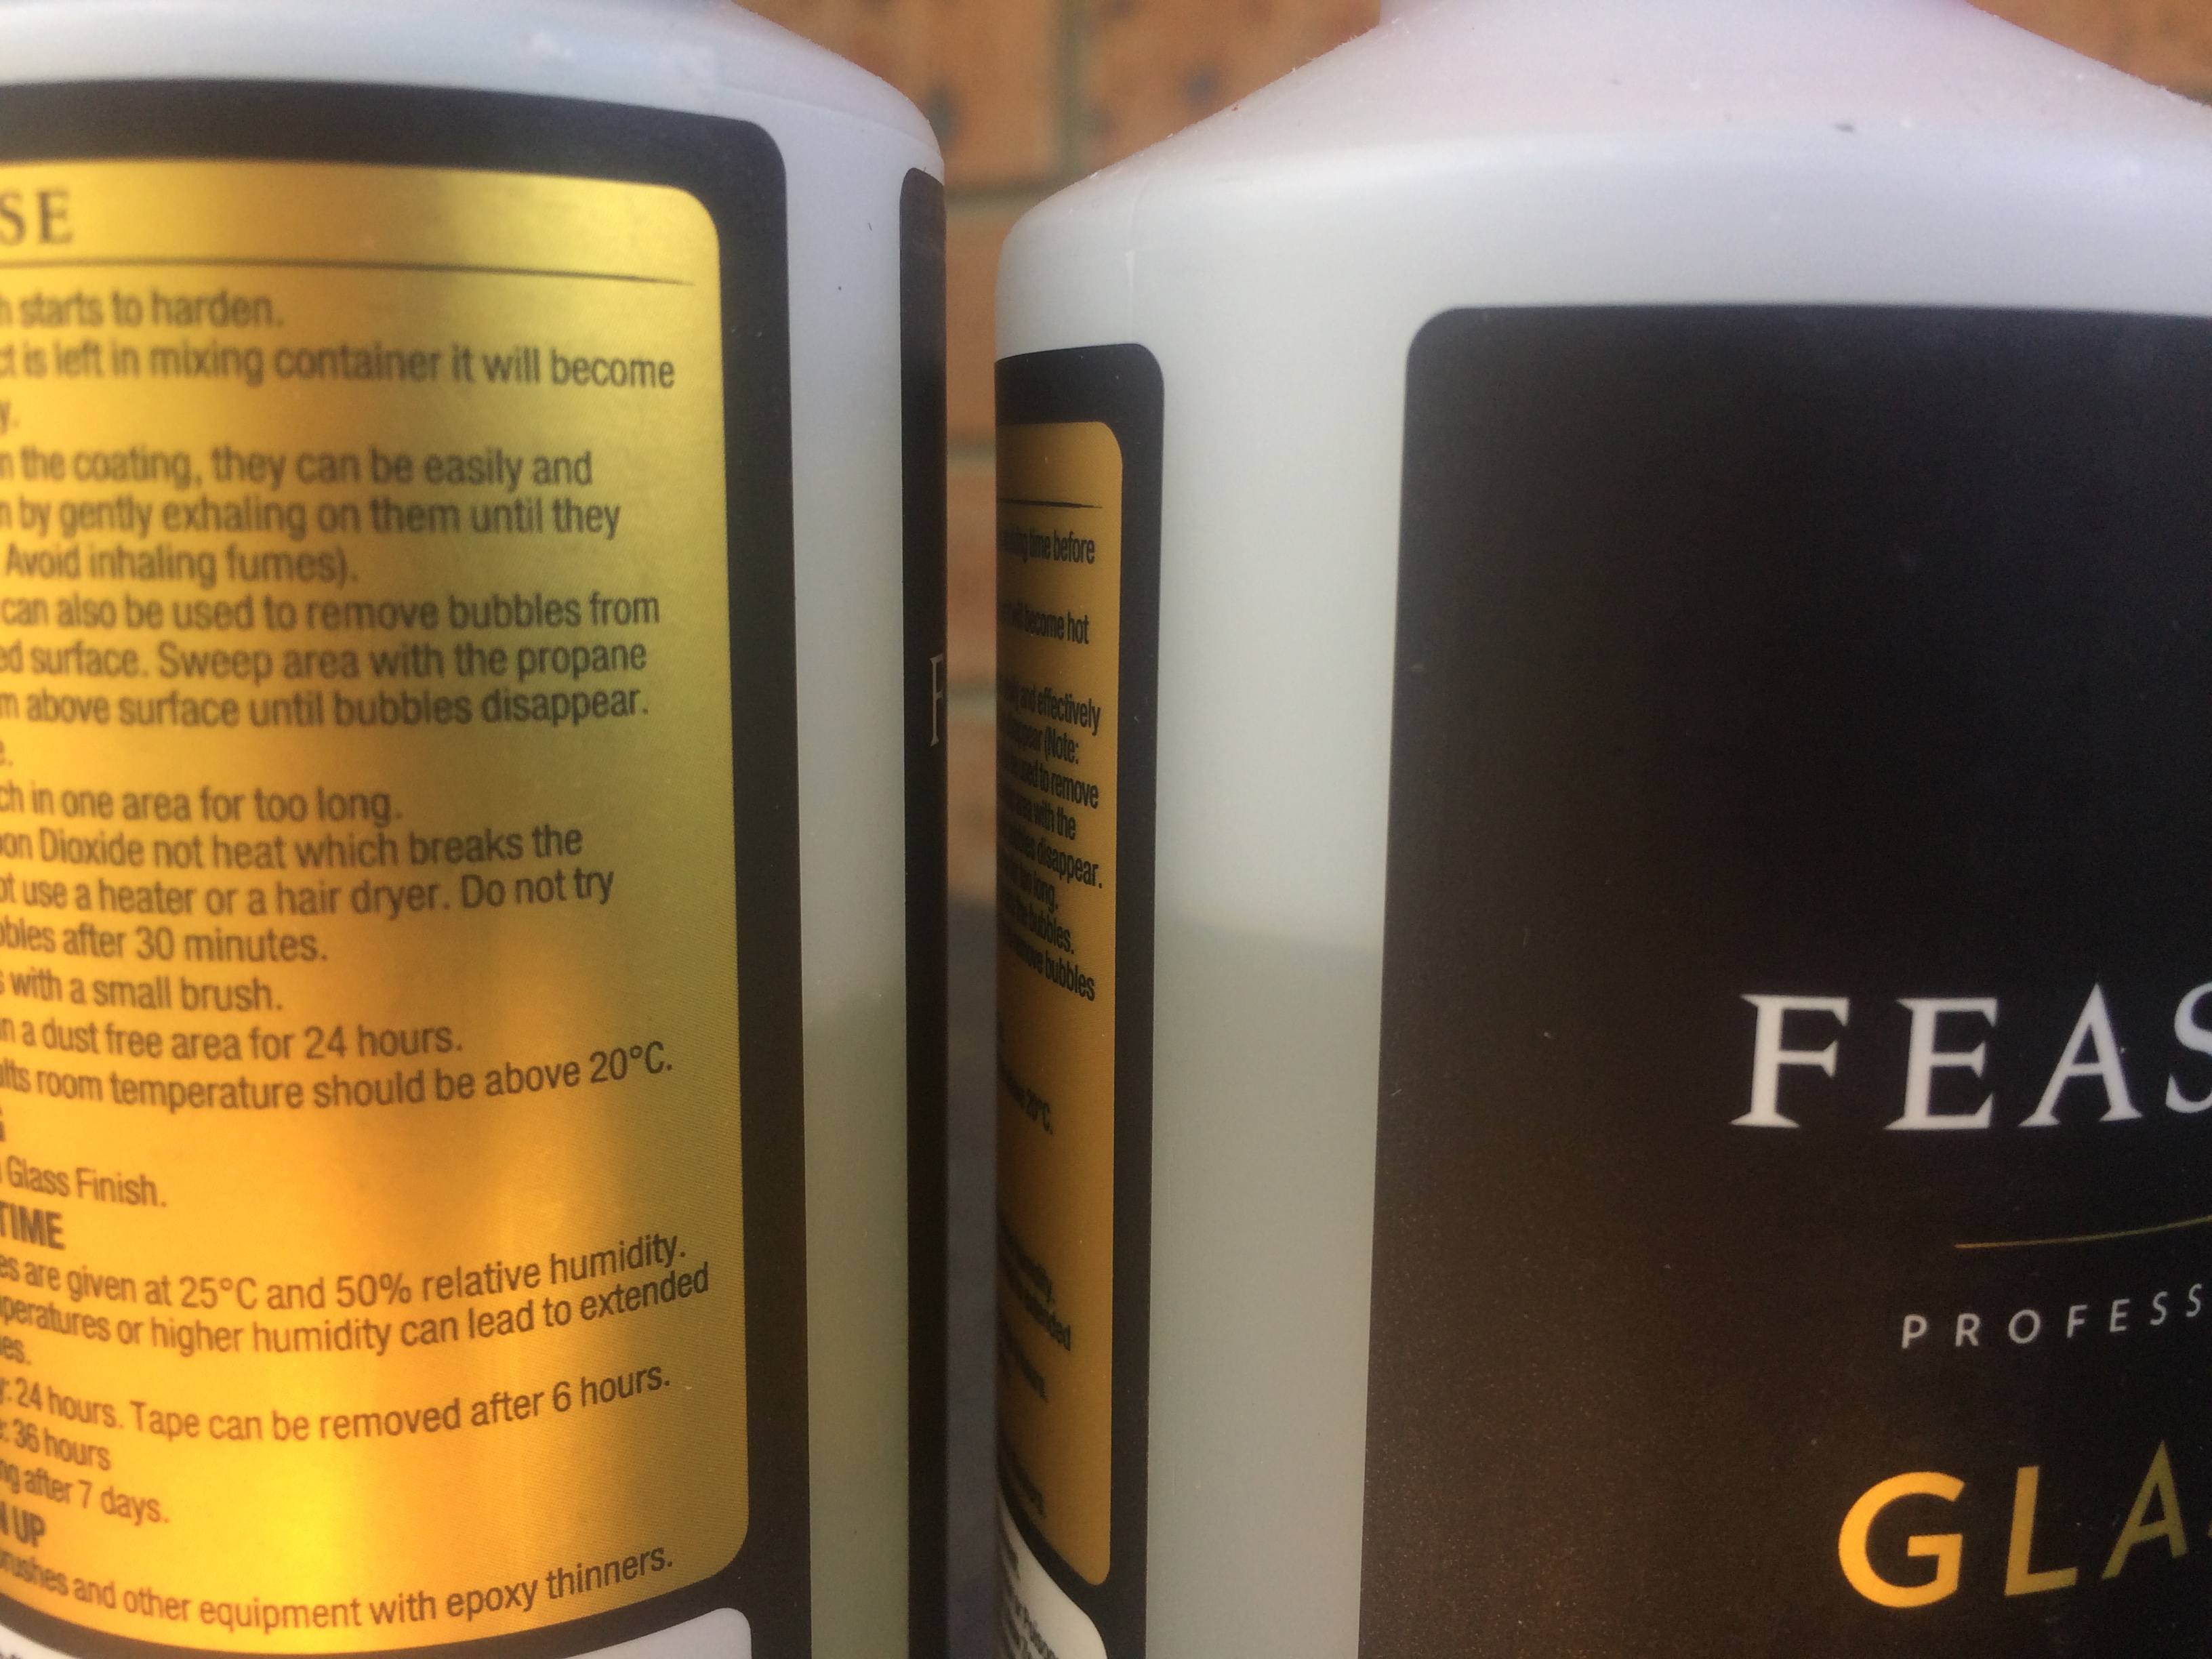 SE
starts to harden.
is left in mixing container it will become
y.
n the coating, they can be easily and
by gently exhaling on them until they
Avoid inhaling fumes).
can also be used to remove bubbles from
ed surface. Sweep area with the propane
m above surface until bubbles disappear.
e.
ch in one area for too long.
on Dioxide not heat which breaks the
ot use a heater or a hair dryer. Do not try
bbles after 30 minutes.
with a small brush.
in a dust free area for 24 hours.
lts room temperature should be above 20°C.
G
Glass Finish.
TIME
es are given at 25°C and 50% relative humidity.
peratures or higher humidity can lead to extended
es.
: 24 hours. Tape can be removed after 6 hours.
: 36 hours
ng after 7 days.
N UP
rushes and other equipment with epoxy thinners.
F
time before
become hot
and effectively
(Note:
used to remove
area with the
disappear.
too long.
the bubbles.
bubbles
20°C.
FEAS
PROFESS
GLA